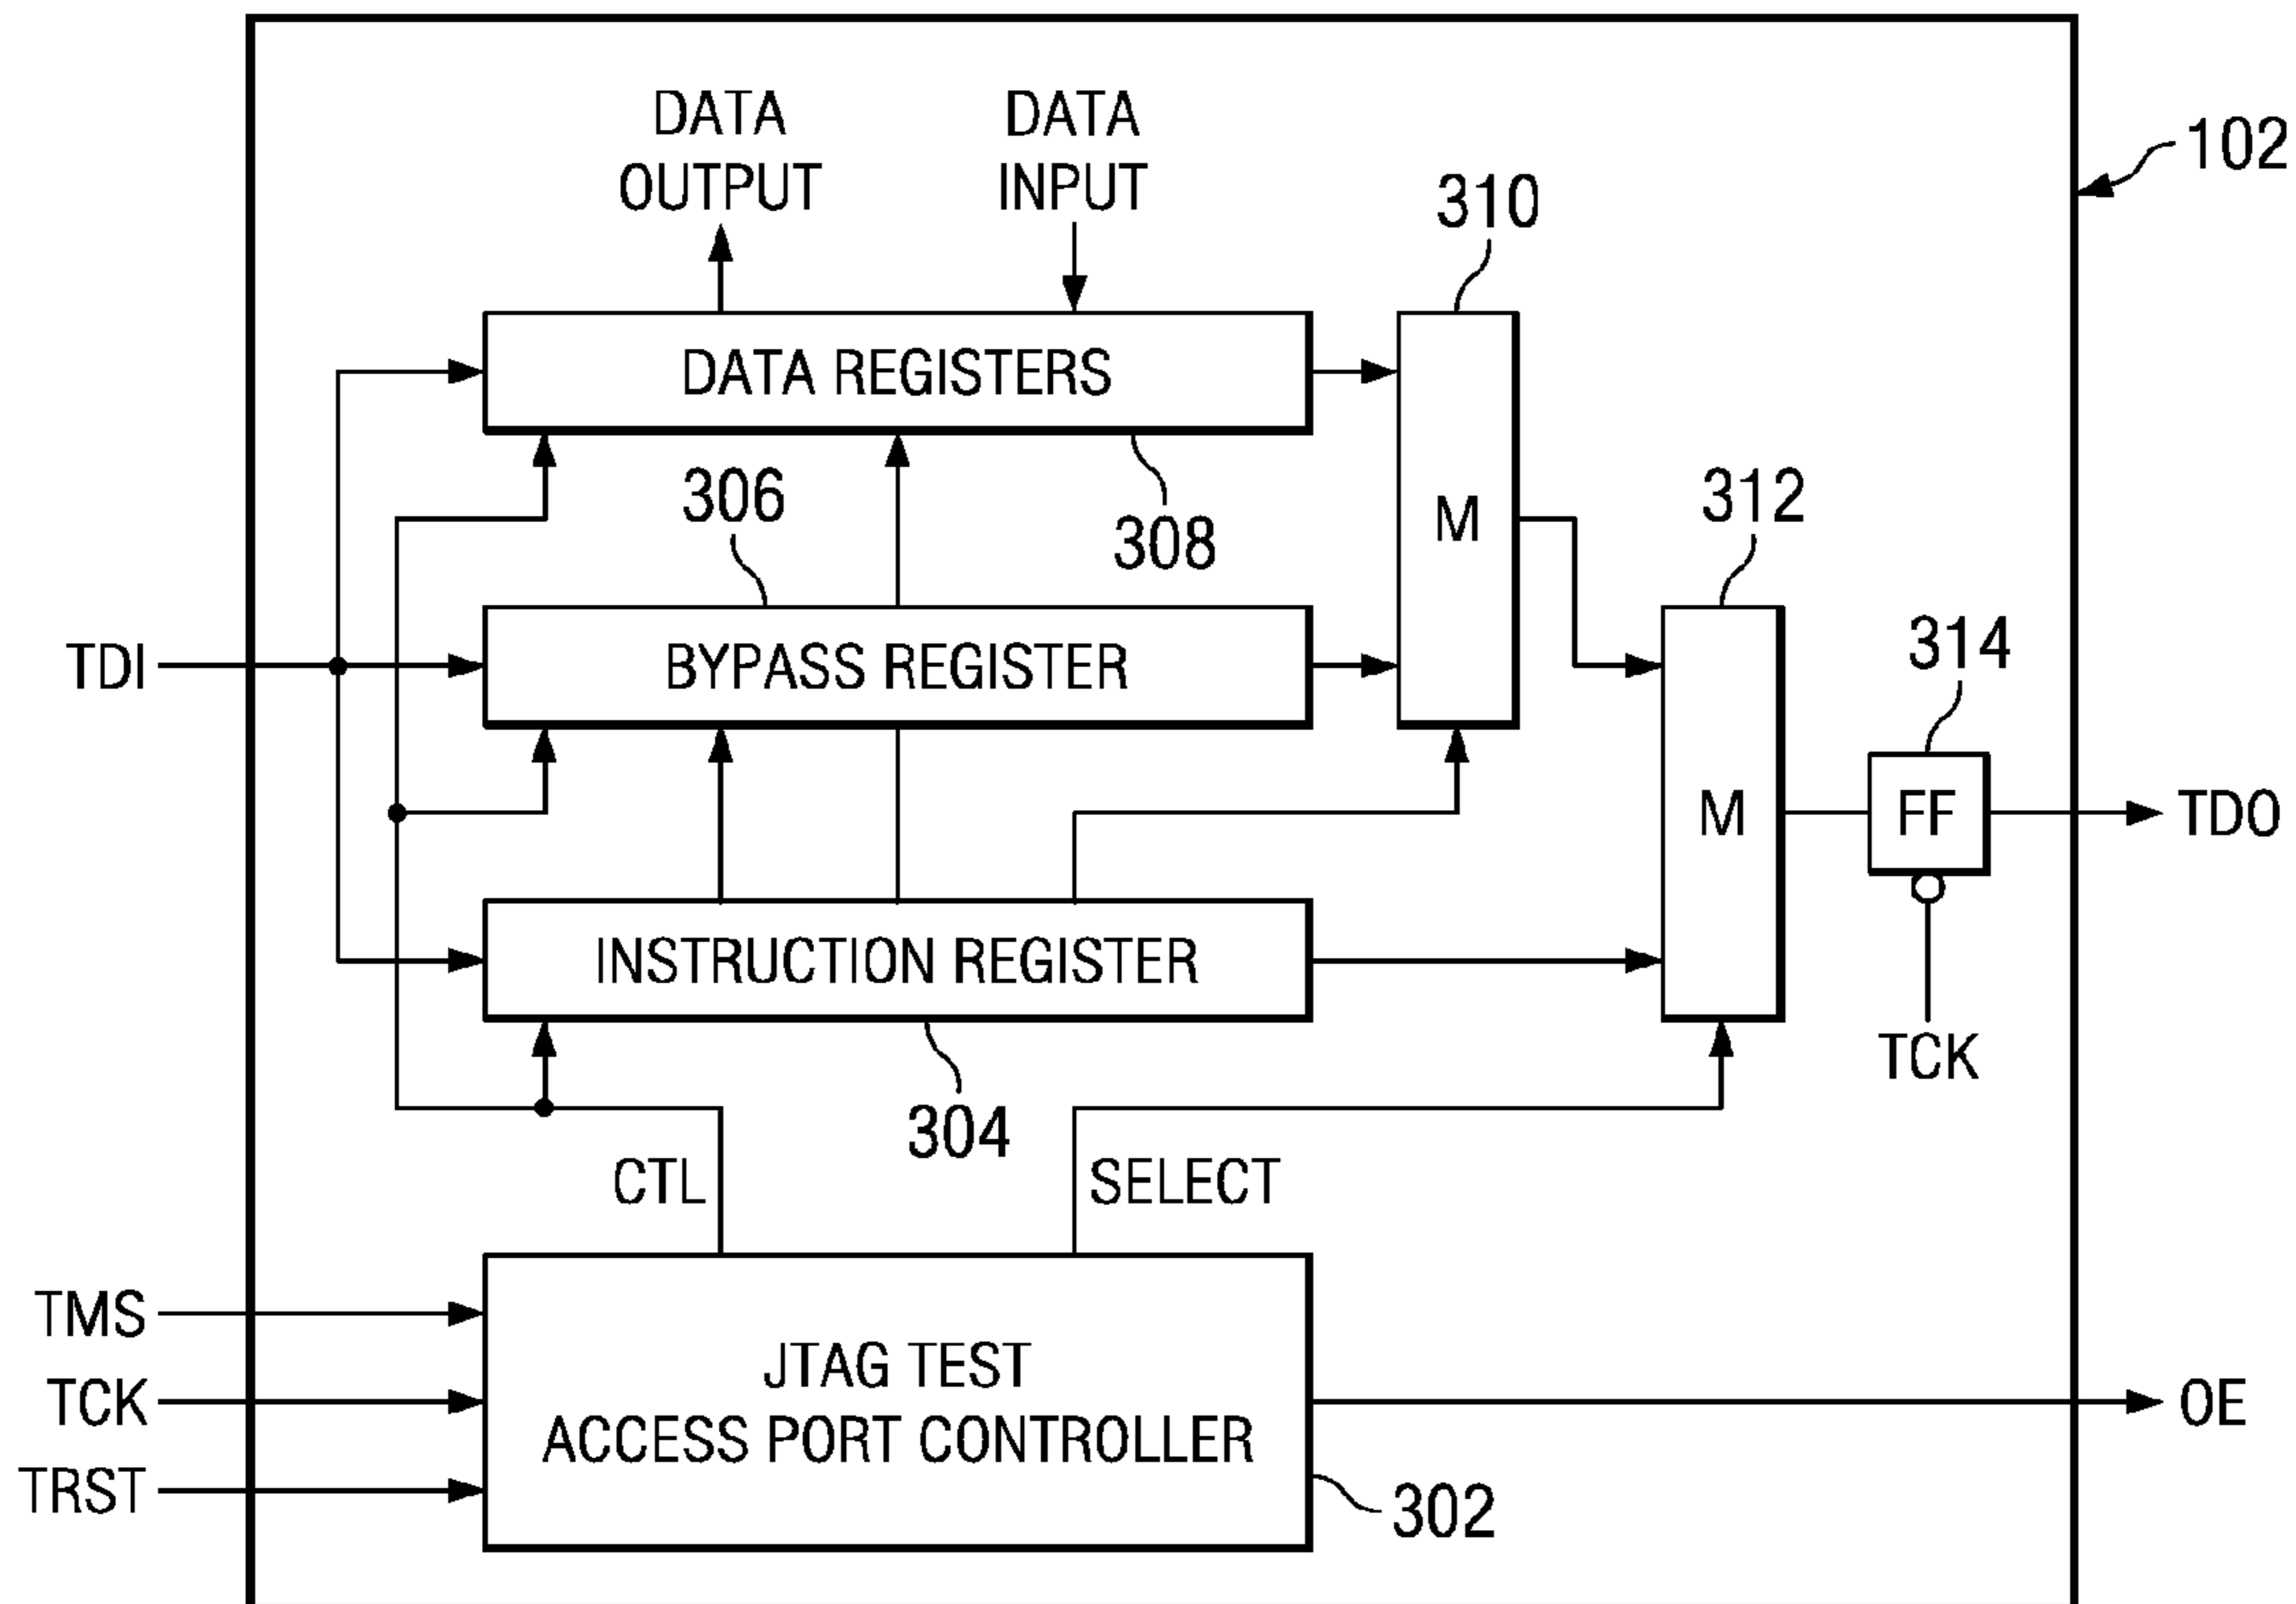 DATA
OUTPUT
DATA
INPUT
102
310
DATA REGISTERS
306
308
M
312
314
TDI
BYPASS REGISTER
M
FF
TDO
INSTRUCTION REGISTER
TCK
304
CTL
SELECT
TMS
TCK
TRST
JTAG TEST
ACCESS PORT CONTROLLER
OE
302